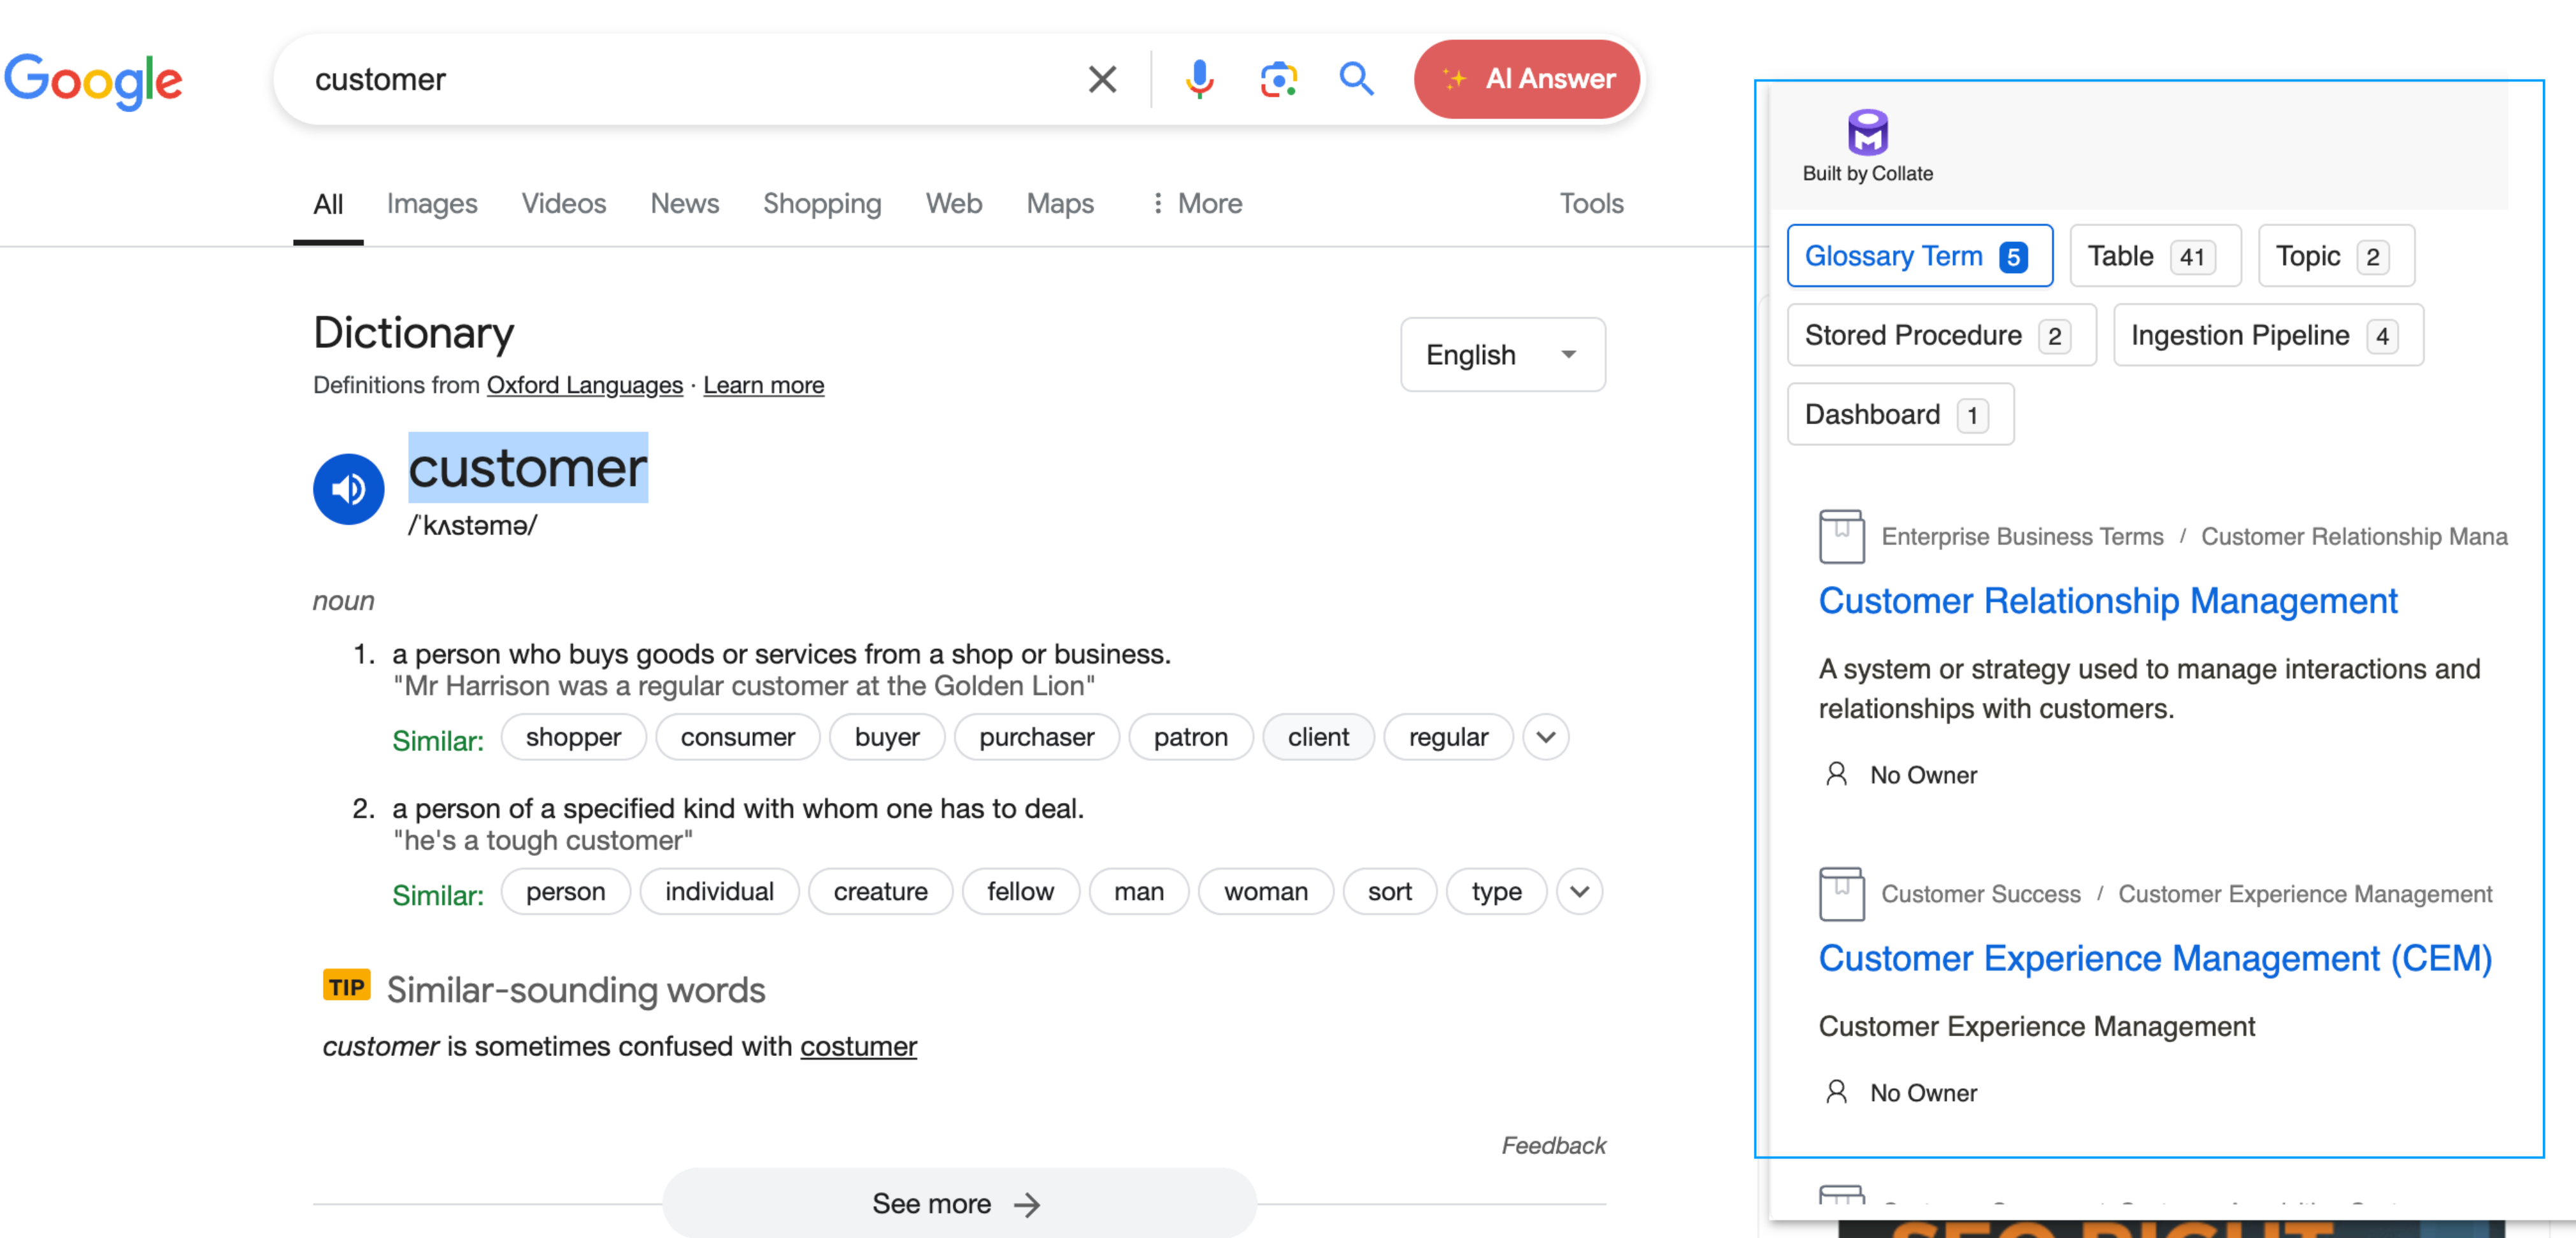 Google
customer
AI Answer
All Images Videos News Shopping Web Maps More Tools
Dictionary
English
Definitions from Oxford Languages · Learn more
customer
/ˈkʌstəmə/
noun
1. a person who buys goods or services from a shop or business.
"Mr Harrison was a regular customer at the Golden Lion"
Similar: shopper consumer buyer purchaser patron client regular
2. a person of a specified kind with whom one has to deal.
"he's a tough customer"
Similar: person individual creature fellow man woman sort type
TIP Similar-sounding words
customer is sometimes confused with costumer
Feedback
See more →
Built by Collate
Glossary Term 5 Table 41 Topic 2
Stored Procedure 2 Ingestion Pipeline 4
Dashboard 1
Enterprise Business Terms / Customer Relationship Mana
Customer Relationship Management
A system or strategy used to manage interactions and
relationships with customers.
No Owner
Customer Success / Customer Experience Management
Customer Experience Management (CEM)
Customer Experience Management
No Owner